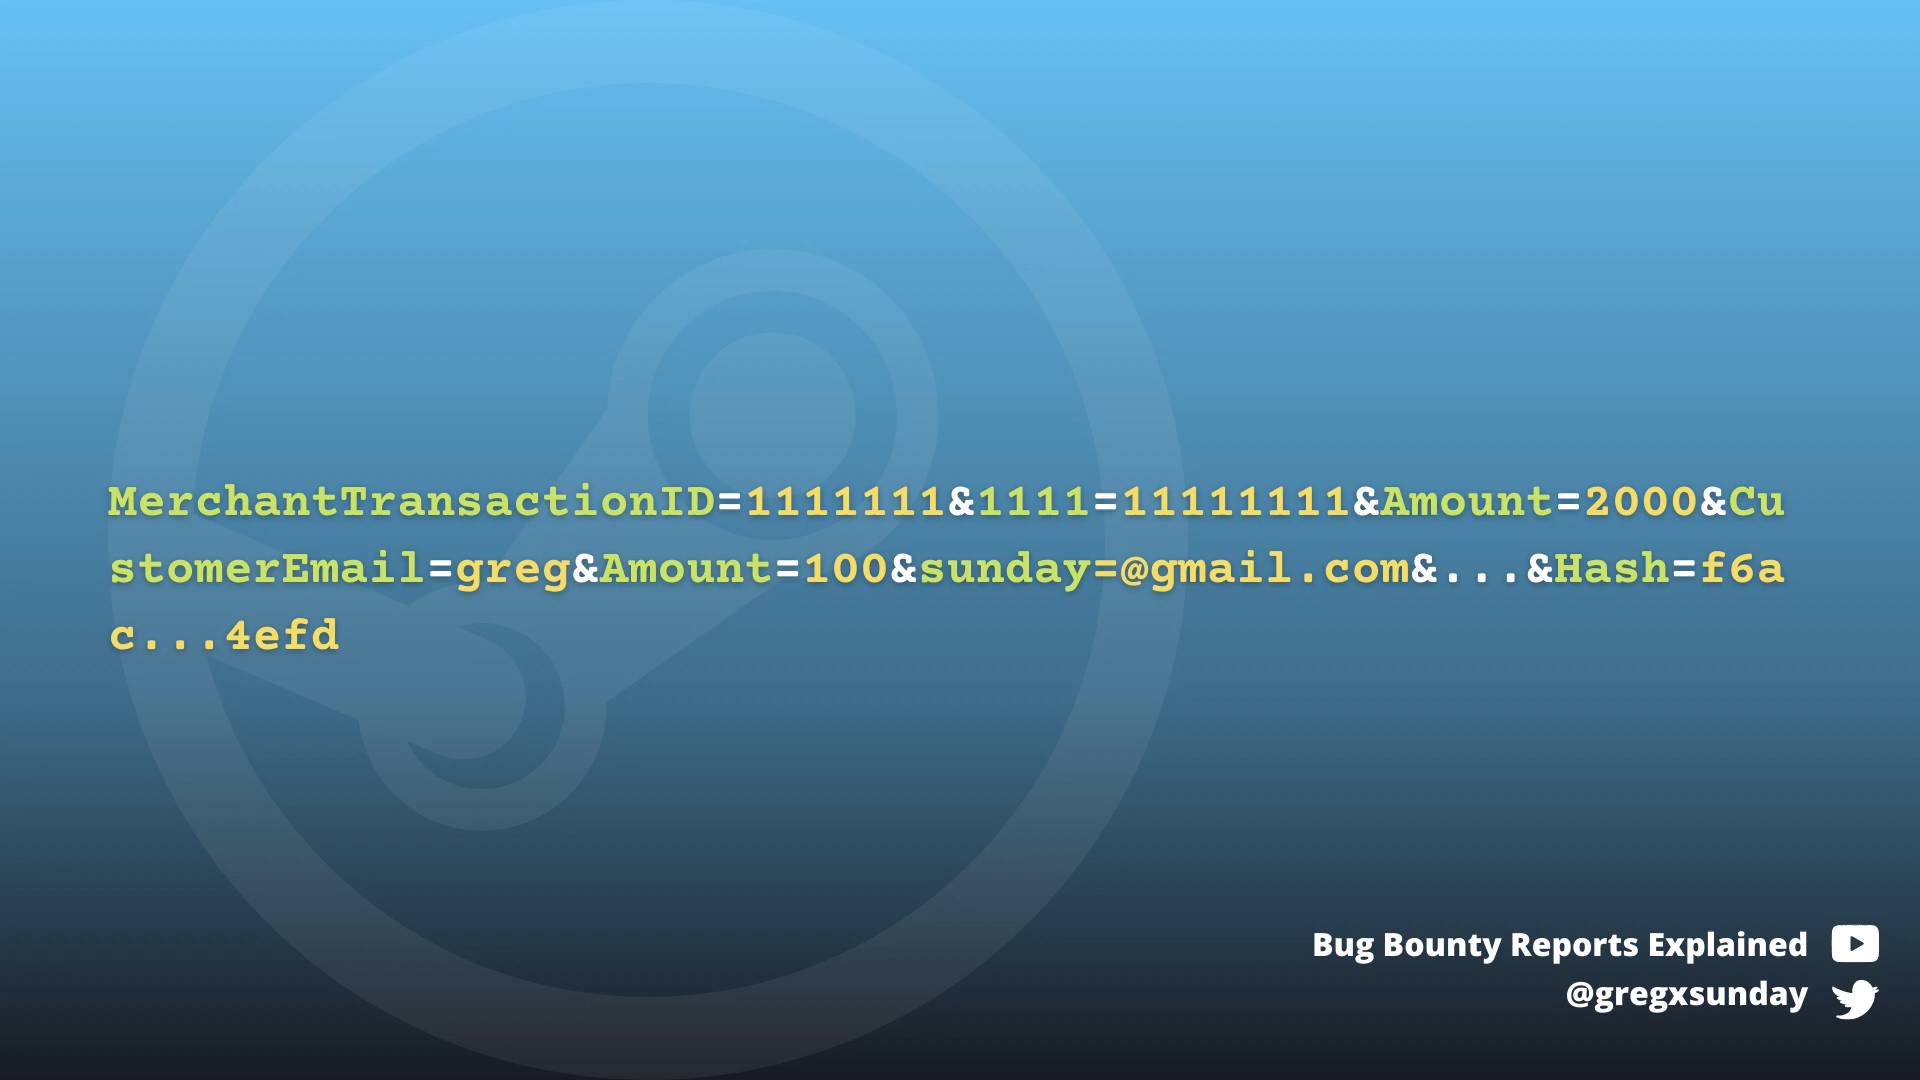 MerchantTransactionID=1111111&1111=11111111&Amount=2000&Cu
stomerEmail=greg&Amount=100&sunday=@gmail.com&...&Hash=f6a
c...4efd
Bug Bounty Reports Explained
@gregxsunday